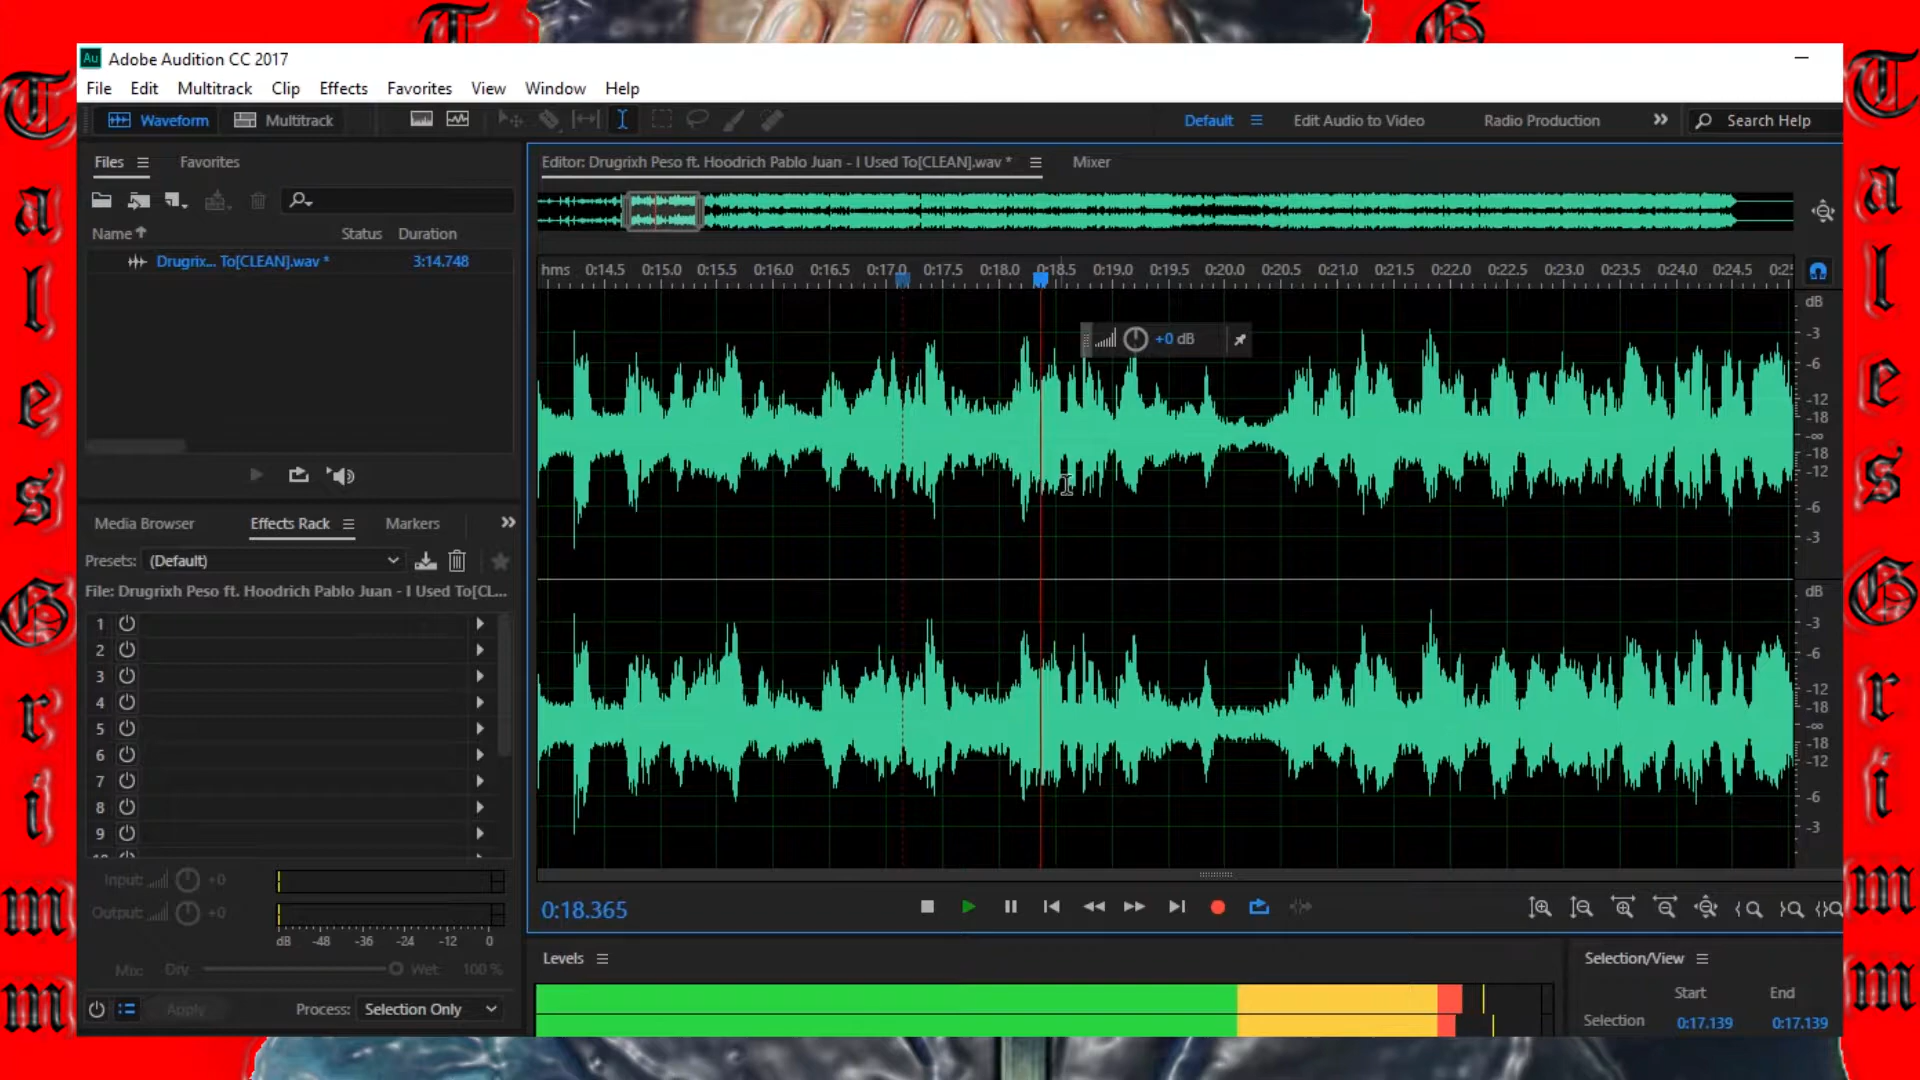 Adobe Audition CC 2017
File Edit Multitrack Clip Effects Favorites View Window Help
Waveform Multitrack Default Edit Audio to Video Radio Production Search Help
Files Favorites
Name Status Duration
Drugrix... To[CLEAN].wav * 3:14.748
Editor: Drugrixh Peso ft. Hoodrich Pablo Juan - I Used To[CLEAN].wav * Mixer
hms 0:14.5 0:15.0 0:15.5 0:16.0 0:16.5 0:17.0 0:17.5 0:18.0 0:18.5 0:19.0 0:19.5 0:20.0 0:20.5 0:21.0 0:21.5 0:22.0 0:22.5 0:23.0 0:23.5 0:24.0 0:24.5 0:25
+0 dB
dB
-3
-6
-12
-18
-∞
-18
-12
-6
-3
dB
-3
-6
-12
-18
-∞
-18
-12
-6
-3
Media Browser Effects Rack Markers
Presets: (Default)
File: Drugrixh Peso ft. Hoodrich Pablo Juan - I Used To[CL...
1
2
3
4
5
6
7
8
9
10
Input: +0
Output: +0
dB -48 -36 -24 -12 0
Mix: Dry Wet 100 %
Apply Process: Selection Only
0:18.365
Levels
Selection/View
Start End
Selection 0:17.139 0:17.139
TalesGrimm
TalesGrimm
T G